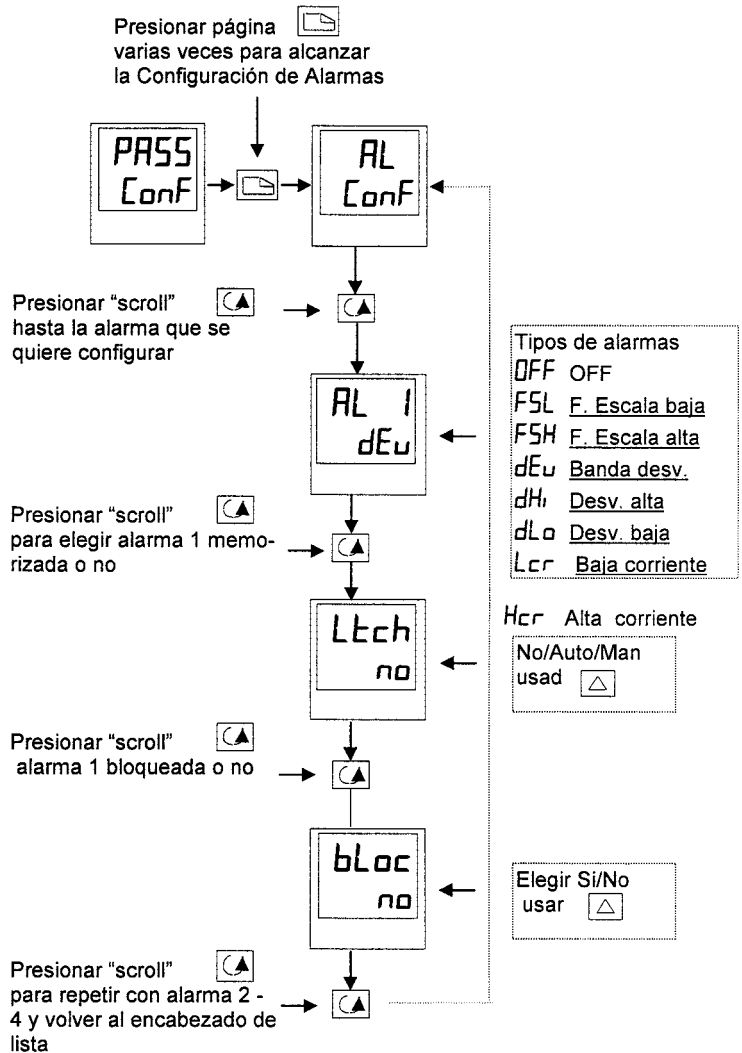 Presionar página
varias veces para alcanzar
la Configuración de Alarmas
PASS
ConF
AL
ConF
Presionar “scroll”
hasta la alarma que se
quiere configurar
AL 1
dEv
Tipos de alarmas
OFF OFF
FSL F. Escala baja
FSH F. Escala alta
dEv Banda desv.
dHi Desv. alta
dLo Desv. baja
Lcr Baja corriente
Hcr Alta corriente
Presionar “scroll”
para elegir alarma 1 memo-
rizada o no
Ltch
no
No/Auto/Man
usad
Presionar “scroll”
alarma 1 bloqueada o no
bLoc
no
Elegir Si/No
usar
Presionar “scroll”
para repetir con alarma 2 -
4 y volver al encabezado de
lista